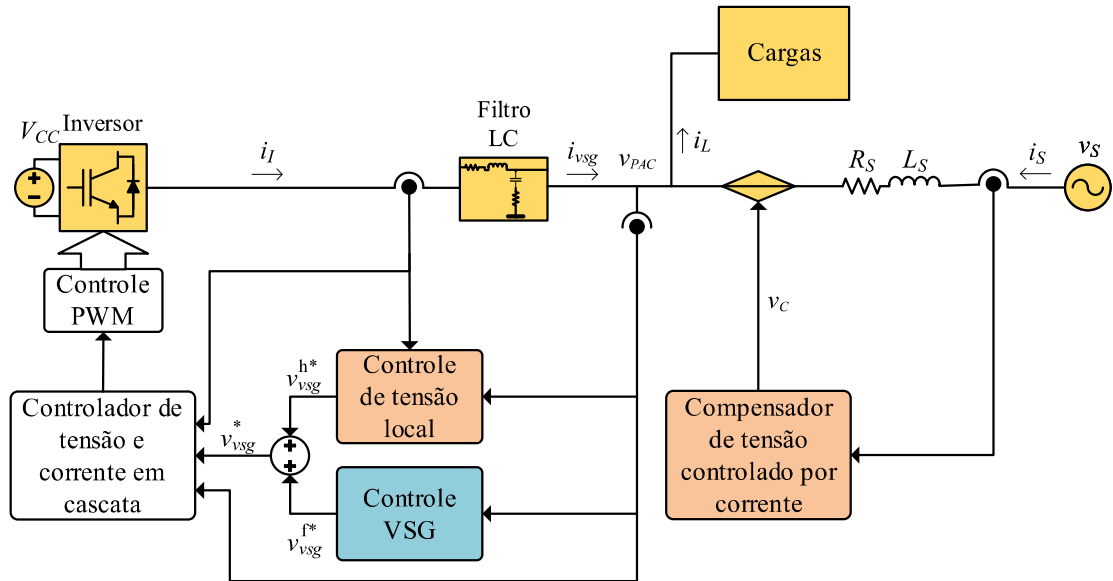 Cargas
Filtro
LC
V_CC
Inversor
i_I
i_vsg
v_PAC
i_L
R_S
L_S
i_S
v_S
Controle
PWM
v_C
Controle
de tensão
local
v_vsg^h*
Controlador de
tensão e
corrente em
cascata
v_vsg^*
Compensador
de tensão
controlado por
corrente
Controle
VSG
v_vsg^f*